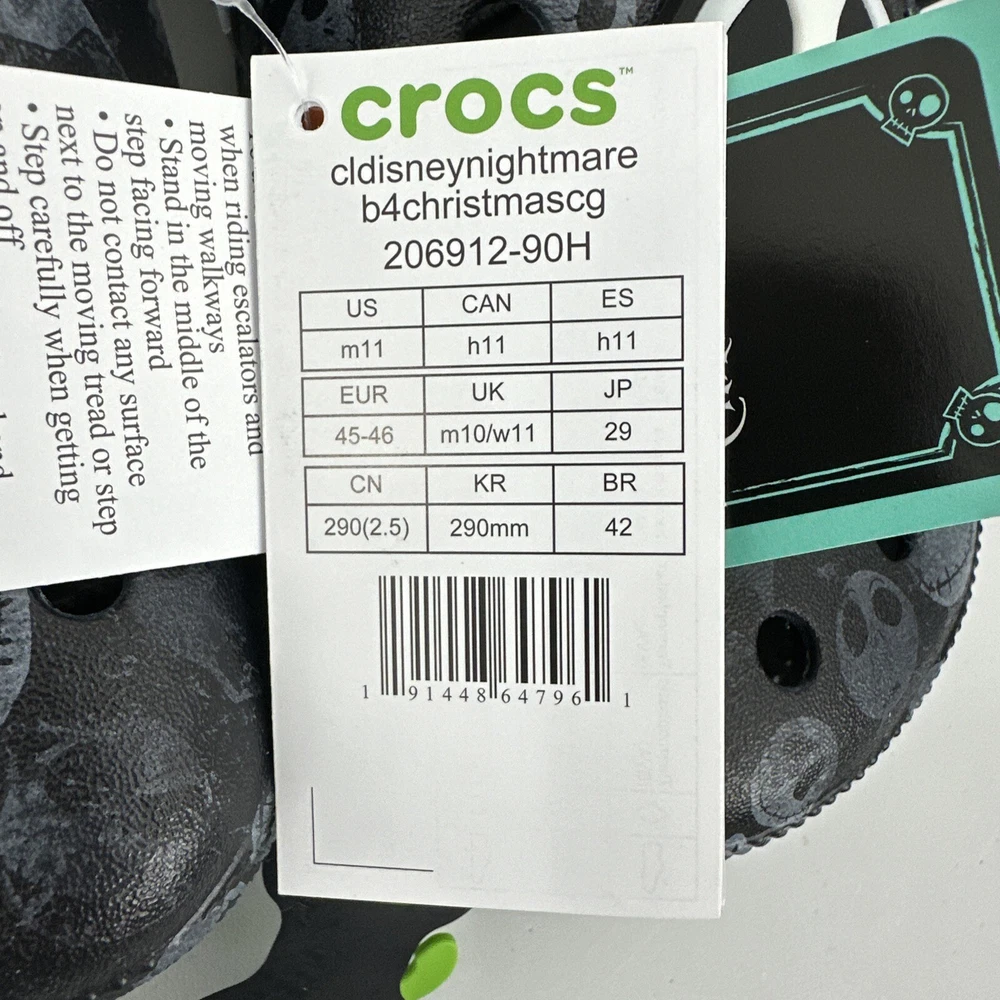 crocs™
cldisneynightmare
b4christmascg
206912-90H
US CAN ES
m11 h11 h11
EUR UK JP
45-46 m10/w11 29
CN KR BR
290(2.5) 290mm 42
1 91448 64796 1
when riding escalators and
moving walkways
• Stand in the middle of the
step facing forward
• Do not contact any surface
next to the moving tread or step
• Step carefully when getting
and off